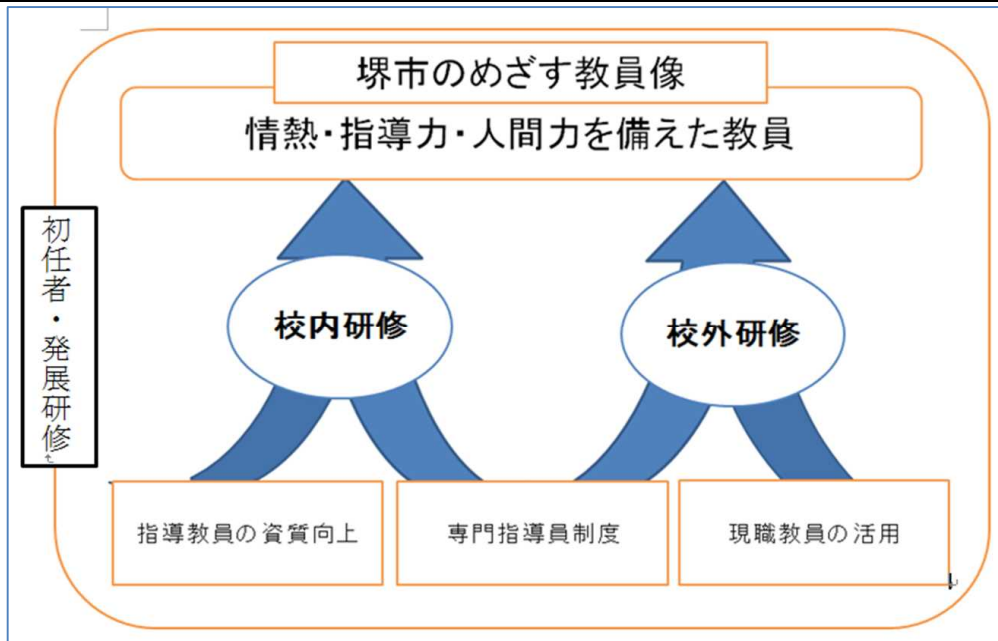 堺市のめざす教員像
情熱・指導力・人間力を備えた教員
初任者・発展研修
校内研修
校外研修
指導教員の資質向上
専門指導員制度
現職教員の活用